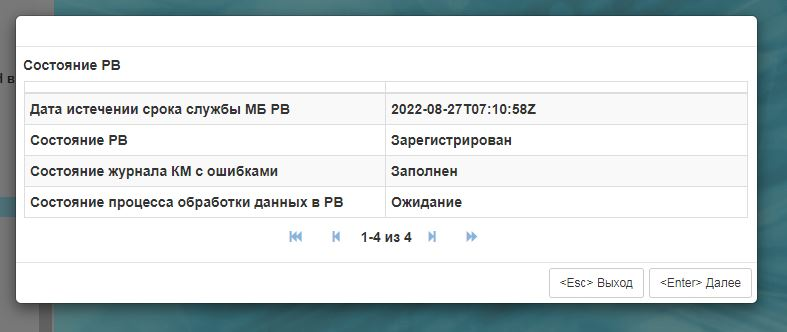 Состояние РВ
Дата истечении срока службы МБ РВ 2022-08-27T07:10:58Z
Состояние РВ Зарегистрирован
Состояние журнала КМ с ошибками Заполнен
Состояние процесса обработки данных в РВ Ожидание
1-4 из 4
<Esc> Выход <Enter> Далее